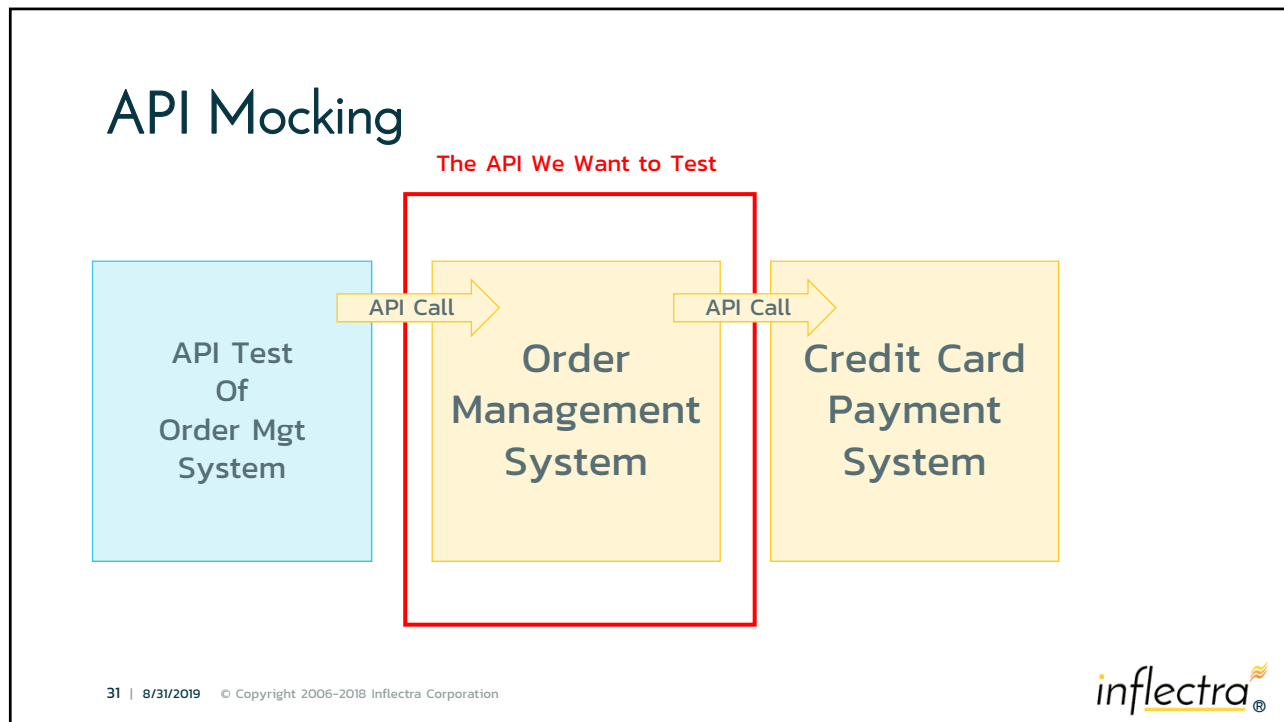 API Mocking
The API We Want to Test
API Test
Of
Order Mgt
System
API Call
Order
Management
System
API Call
Credit Card
Payment
System
31 | 8/31/2019 © Copyright 2006-2018 Inflectra Corporation
inflectra®